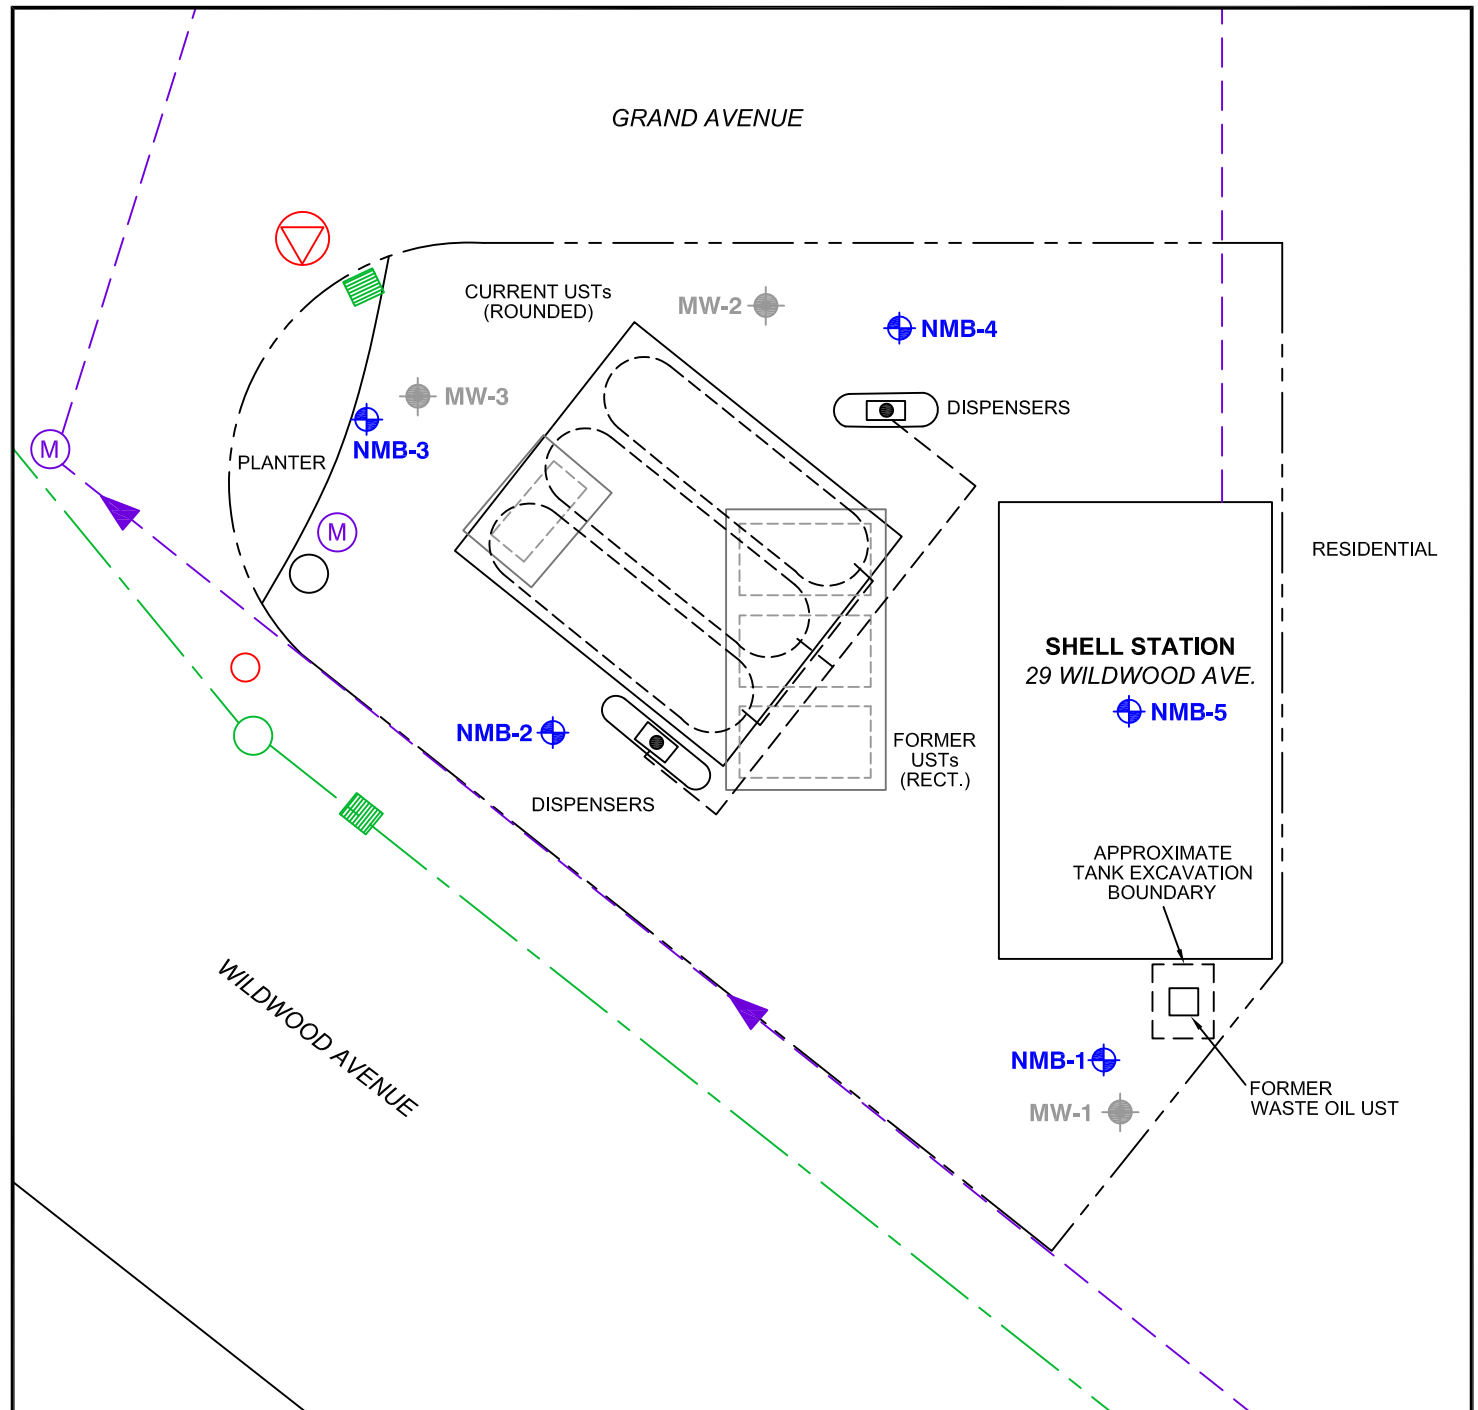 GRAND AVENUE
CURRENT USTs
(ROUNDED)
MW-2
NMB-4
MW-3
DISPENSERS
NMB-3
M
PLANTER
M
RESIDENTIAL
SHELL STATION
29 WILDWOOD AVE.
NMB-5
NMB-2
FORMER
USTs
(RECT.)
DISPENSERS
APPROXIMATE
TANK EXCAVATION
BOUNDARY
WILDWOOD AVENUE
NMB-1
FORMER
WASTE OIL UST
MW-1